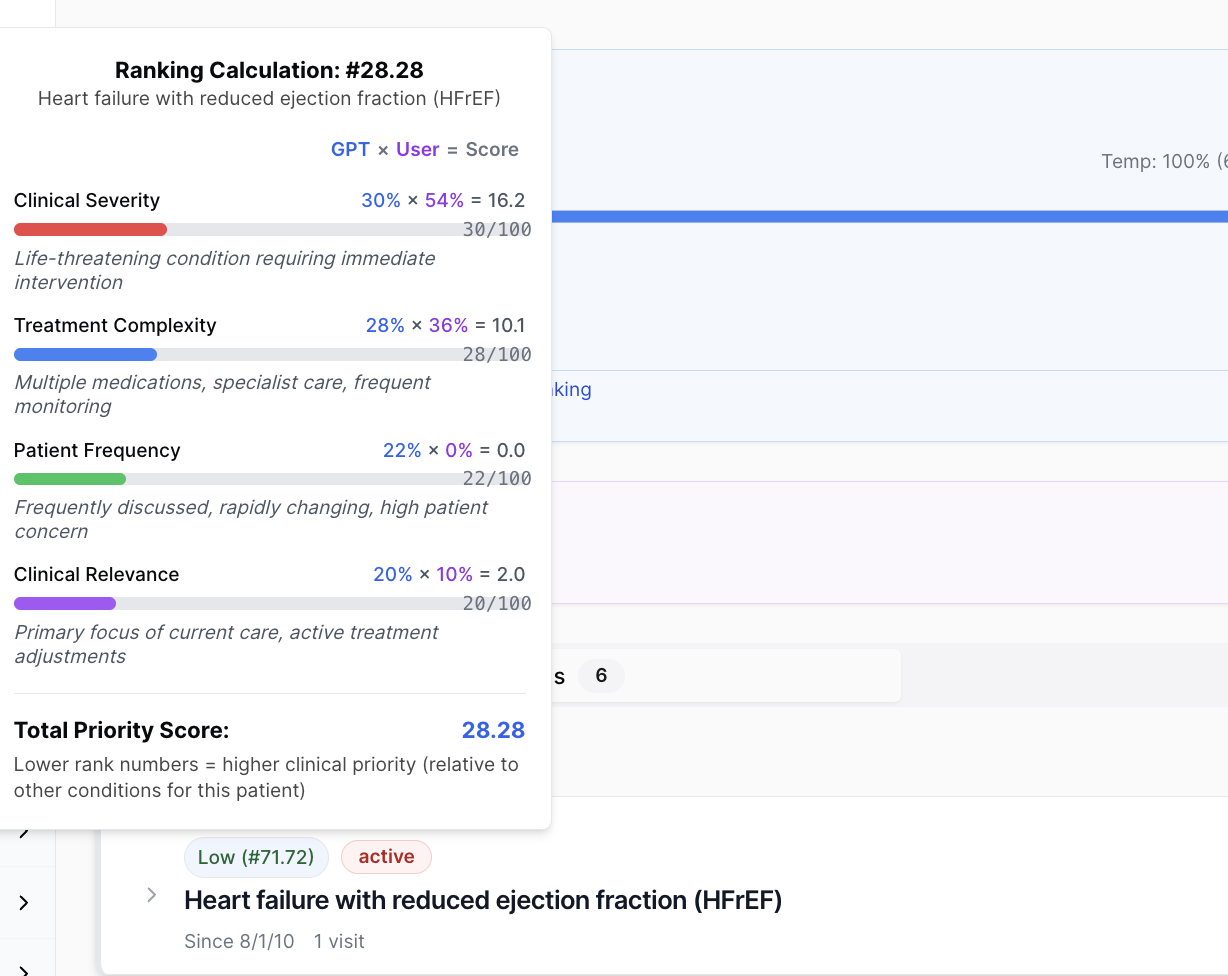 Ranking Calculation: #28.28
Heart failure with reduced ejection fraction (HFrEF)
GPT × User = Score
Clinical Severity 30% × 54% = 16.2
30/100
Life-threatening condition requiring immediate
intervention
Treatment Complexity 28% × 36% = 10.1
28/100
Multiple medications, specialist care, frequent
monitoring
Patient Frequency 22% × 0% = 0.0
22/100
Frequently discussed, rapidly changing, high patient
concern
Clinical Relevance 20% × 10% = 2.0
20/100
Primary focus of current care, active treatment
adjustments
Total Priority Score: 28.28
Lower rank numbers = higher clinical priority (relative to
other conditions for this patient)
Temp: 100% (6
king
s 6
Low (#71.72) active
Heart failure with reduced ejection fraction (HFrEF)
Since 8/1/10 1 visit